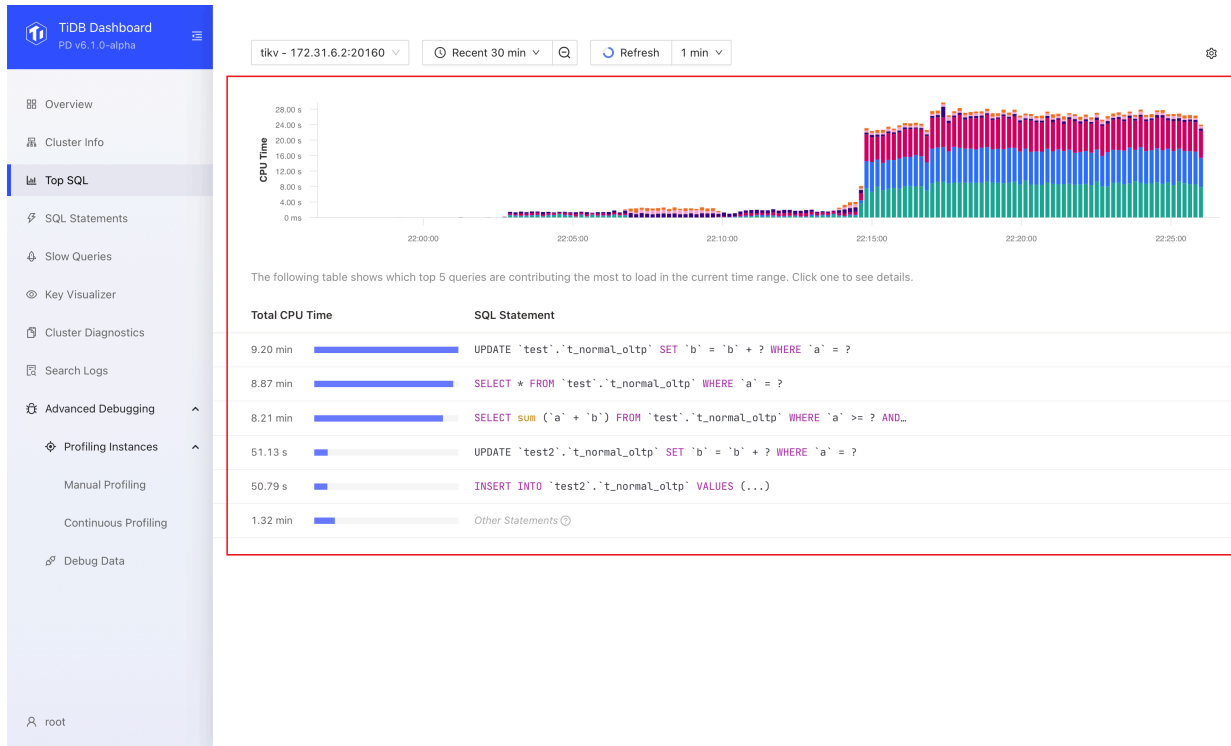 TiDB Dashboard
PD v6.1.0-alpha
Overview
Cluster Info
Top SQL
SQL Statements
Slow Queries
Key Visualizer
Cluster Diagnostics
Search Logs
Advanced Debugging
Profiling Instances
Manual Profiling
Continuous Profiling
Debug Data
root
tikv - 172.31.6.2:20160
Recent 30 min
Refresh
1 min
CPU Time
28.00 s
24.00 s
20.00 s
16.00 s
12.00 s
8.00 s
4.00 s
0 ms
22:00:00 22:05:00 22:10:00 22:15:00 22:20:00 22:25:00
The following table shows which top 5 queries are contributing the most to load in the current time range. Click one to see details.
Total CPU Time SQL Statement
9.20 min UPDATE `test`.`t_normal_oltp` SET `b` = `b` + ? WHERE `a` = ?
8.87 min SELECT * FROM `test`.`t_normal_oltp` WHERE `a` = ?
8.21 min SELECT sum (`a` + `b`) FROM `test`.`t_normal_oltp` WHERE `a` >= ? AND…
51.13 s UPDATE `test2`.`t_normal_oltp` SET `b` = `b` + ? WHERE `a` = ?
50.79 s INSERT INTO `test2`.`t_normal_oltp` VALUES (...)
1.32 min Other Statements